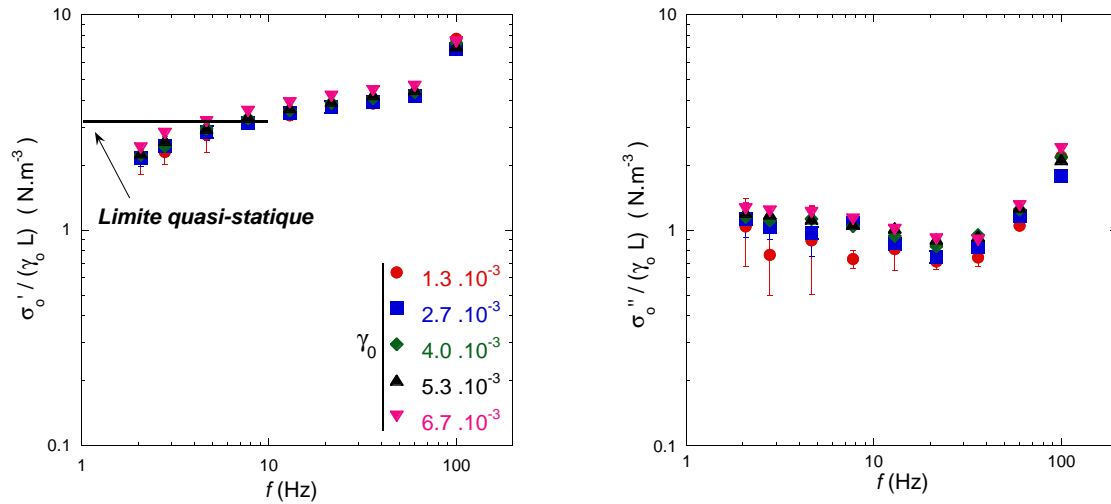 10
1
0.1
σₒ' / (γₒ L) ( N.m⁻³)
Limite quasi-statique
γ₀
1.3 .10⁻³
2.7 .10⁻³
4.0 .10⁻³
5.3 .10⁻³
6.7 .10⁻³
1 10 100
f (Hz)
10
1
0.1
σₒ'' / (γₒ L) ( N.m⁻³)
1 10 100
f (Hz)